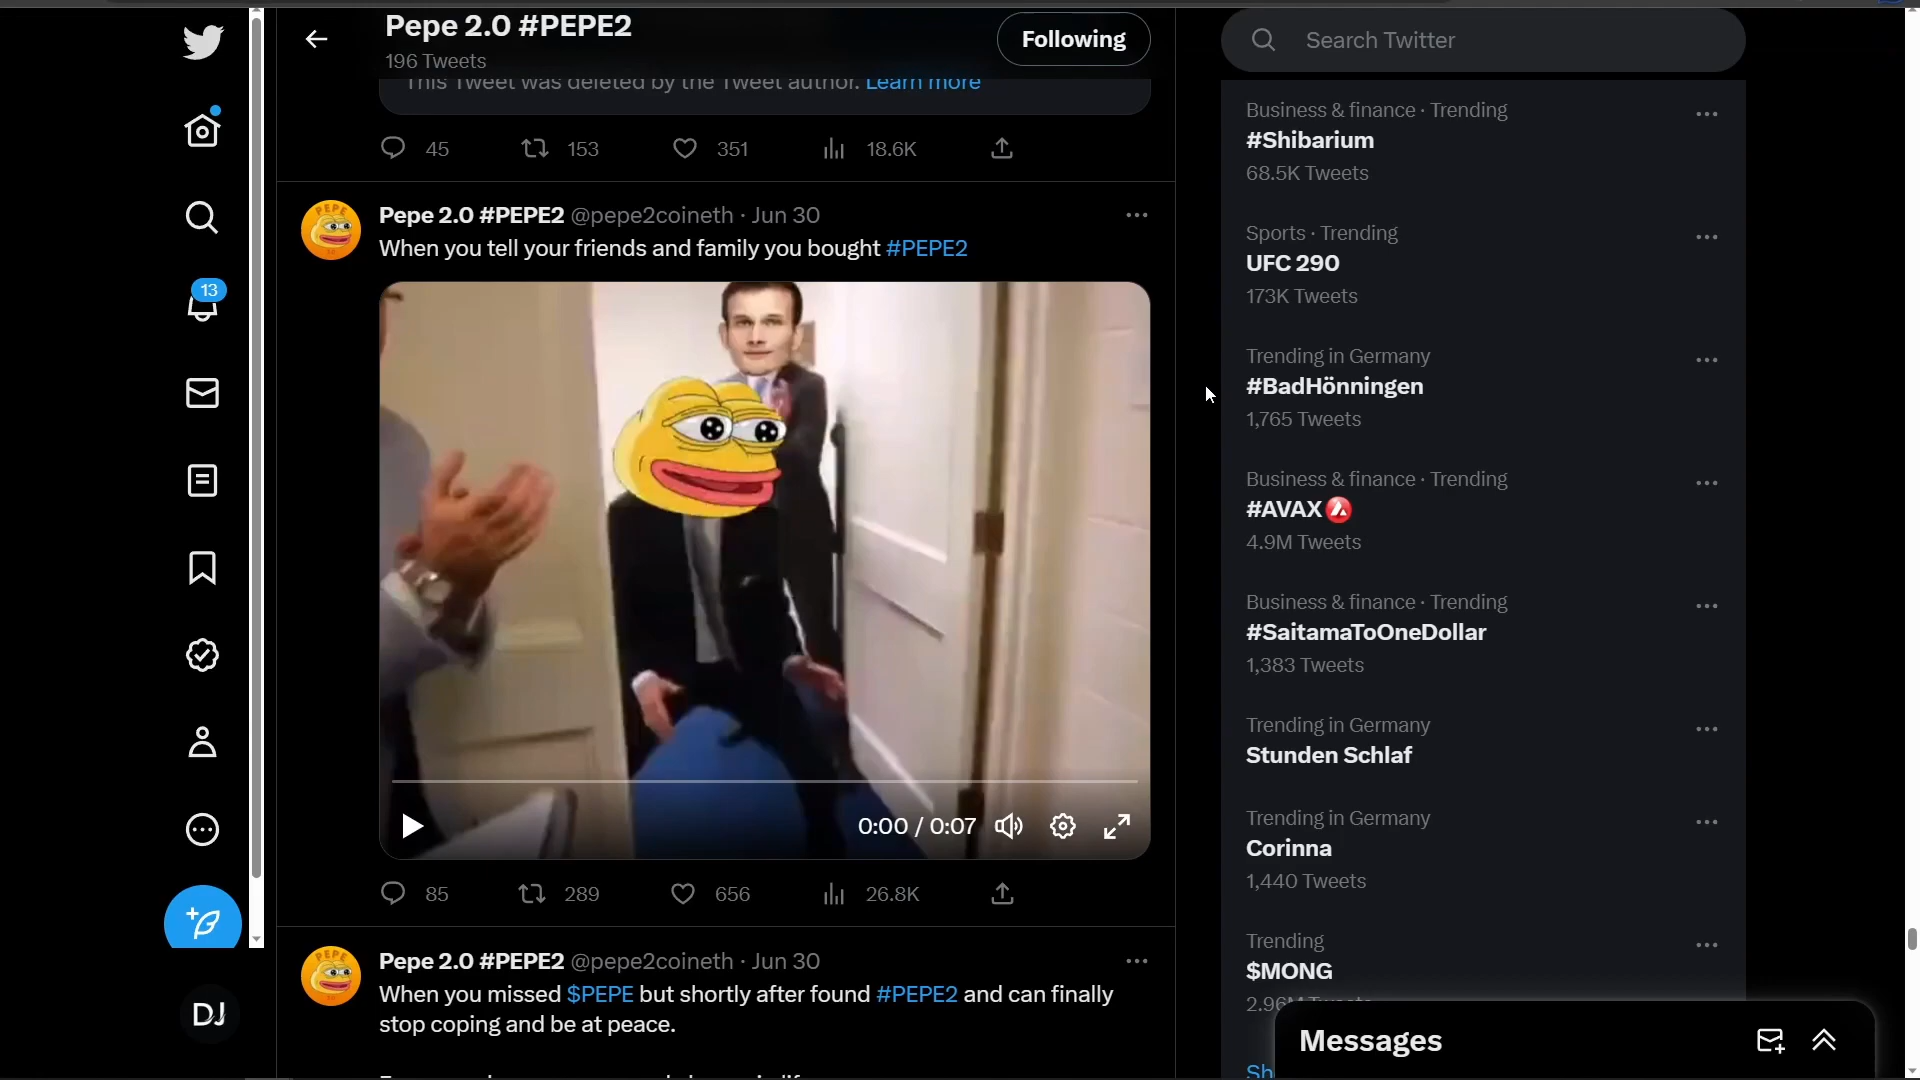 Pepe 2.0 #PEPE2
196 Tweets
Following
This Tweet was deleted by the Tweet author. Learn more
45 153 351 18.6K
Pepe 2.0 #PEPE2 @pepe2coineth · Jun 30
When you tell your friends and family you bought #PEPE2
0:00 / 0:07
85 289 656 26.8K
Pepe 2.0 #PEPE2 @pepe2coineth · Jun 30
When you missed $PEPE but shortly after found #PEPE2 and can finally
stop coping and be at peace.
13
DJ
PEPE
PEPE
Search Twitter
Business & finance · Trending
#Shibarium
68.5K Tweets
Sports · Trending
UFC 290
173K Tweets
Trending in Germany
#BadHönningen
1,765 Tweets
Business & finance · Trending
#AVAX
4.9M Tweets
Business & finance · Trending
#SaitamaToOneDollar
1,383 Tweets
Trending in Germany
Stunden Schlaf
Trending in Germany
Corinna
1,440 Tweets
Trending
$MONG
2.96M Tweets
Sh
Messages